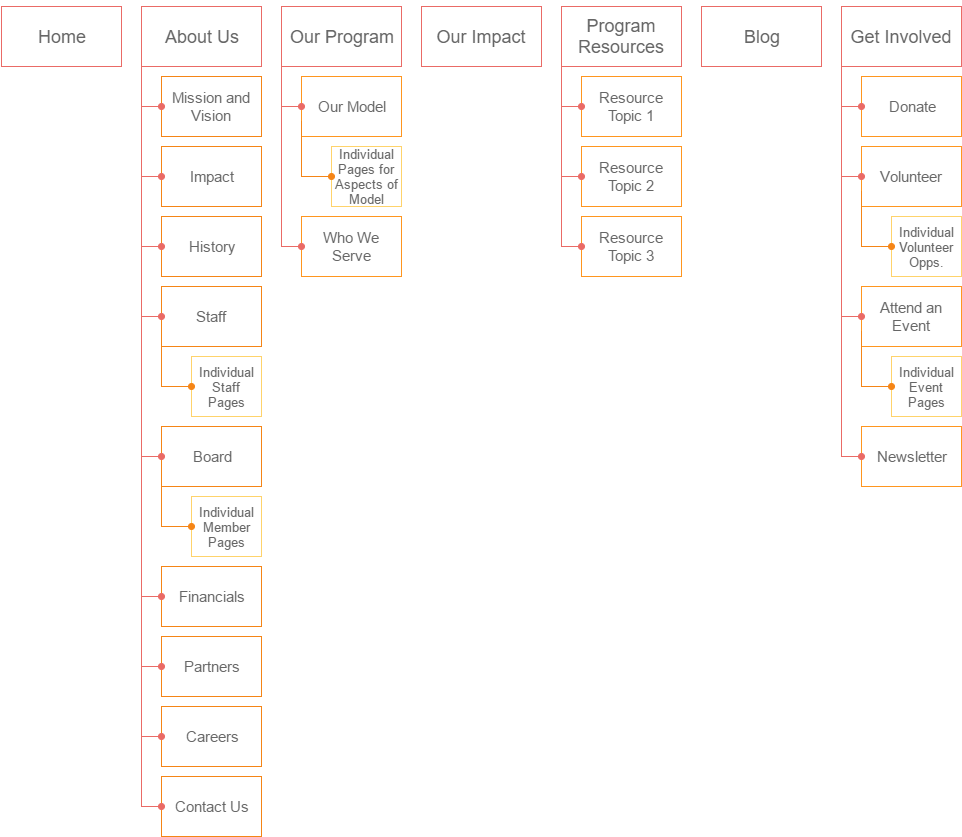 Home
About Us
Mission and
Vision
Impact
History
Staff
Individual
Staff
Pages
Board
Individual
Member
Pages
Financials
Partners
Careers
Contact Us
Our Program
Our Model
Individual
Pages for
Aspects of
Model
Who We
Serve
Our Impact
Program
Resources
Resource
Topic 1
Resource
Topic 2
Resource
Topic 3
Blog
Get Involved
Donate
Volunteer
Individual
Volunteer
Opps.
Attend an
Event
Individual
Event
Pages
Newsletter